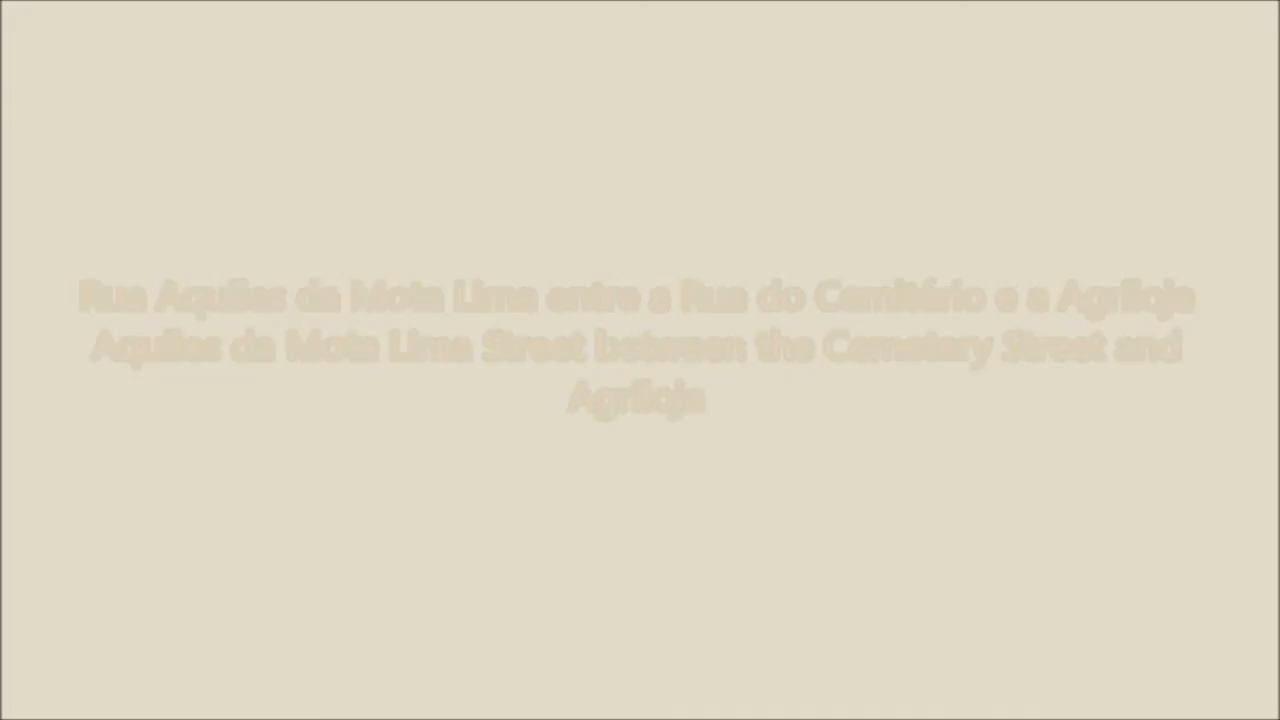 Rua Aquiles da Mota Lima entre a Rua do Cemitério e a Agriloja
Aquiles da Mota Lima Street between the Cemetery Street and
Agriloja